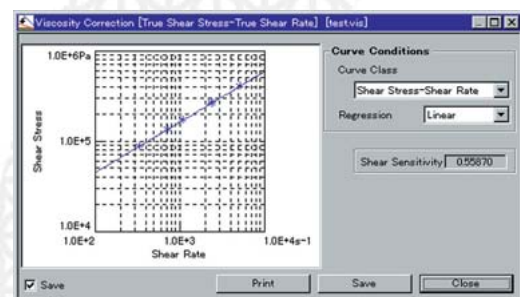 Viscosity Correction [True Shear Stress-True Shear Rate] [test.vis]
1.0E+6Pa
1.0E+5
1.0E+4
Shear Stress
1.0E+2
1.0E+3
1.0E+4s-1
Shear Rate
Curve Conditions
Curve Class
Shear Stress-Shear Rate
Regression
Linear
Shear Sensitivity
0.55870
Save
Print
Save
Close